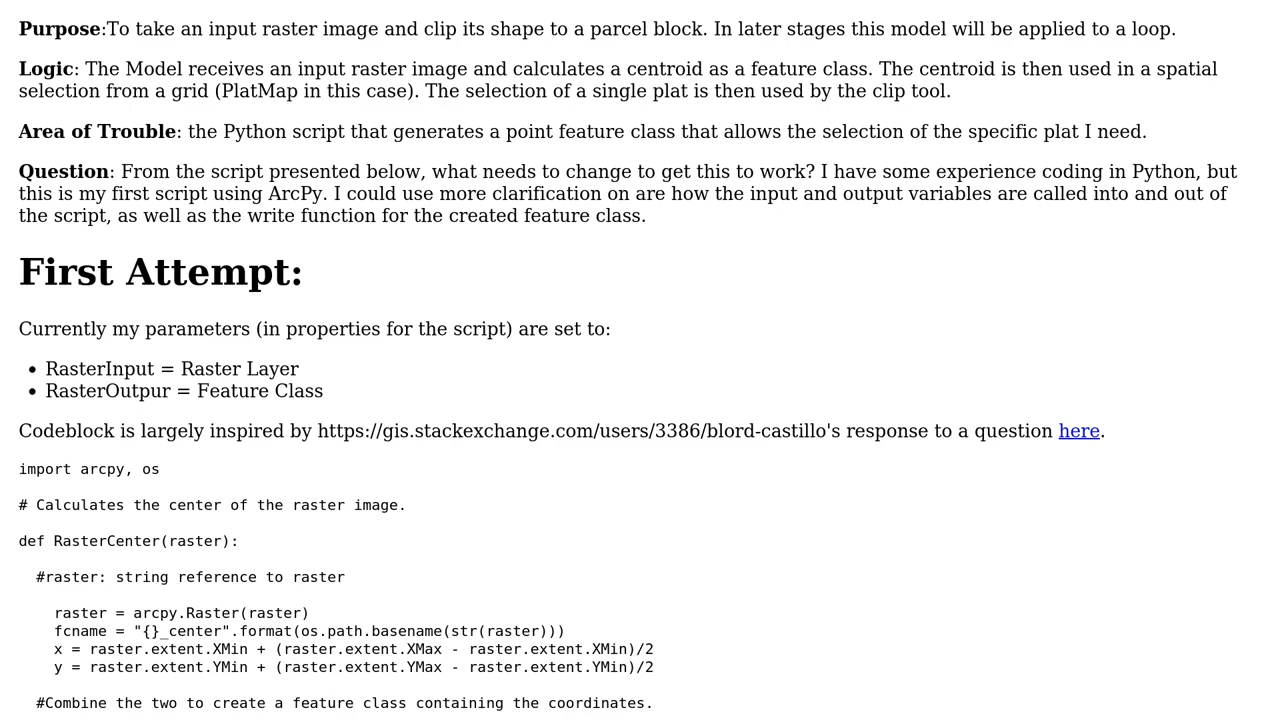 Purpose:To take an input raster image and clip its shape to a parcel block. In later stages this model will be applied to a loop.
Logic: The Model receives an input raster image and calculates a centroid as a feature class. The centroid is then used in a spatial
selection from a grid (PlatMap in this case). The selection of a single plat is then used by the clip tool.
Area of Trouble: the Python script that generates a point feature class that allows the selection of the specific plat I need.
Question: From the script presented below, what needs to change to get this to work? I have some experience coding in Python, but
this is my first script using ArcPy. I could use more clarification on are how the input and output variables are called into and out of
the script, as well as the write function for the created feature class.
First Attempt:
Currently my parameters (in properties for the script) are set to:
• RasterInput = Raster Layer
• RasterOutpur = Feature Class
Codeblock is largely inspired by https://gis.stackexchange.com/users/3386/blord-castillo's response to a question here.
import arcpy, os
# Calculates the center of the raster image.
def RasterCenter(raster):
  #raster: string reference to raster
    raster = arcpy.Raster(raster)
    fcname = "{}_center".format(os.path.basename(str(raster)))
    x = raster.extent.XMin + (raster.extent.XMax - raster.extent.XMin)/2
    y = raster.extent.YMin + (raster.extent.YMax - raster.extent.YMin)/2
  #Combine the two to create a feature class containing the coordinates.